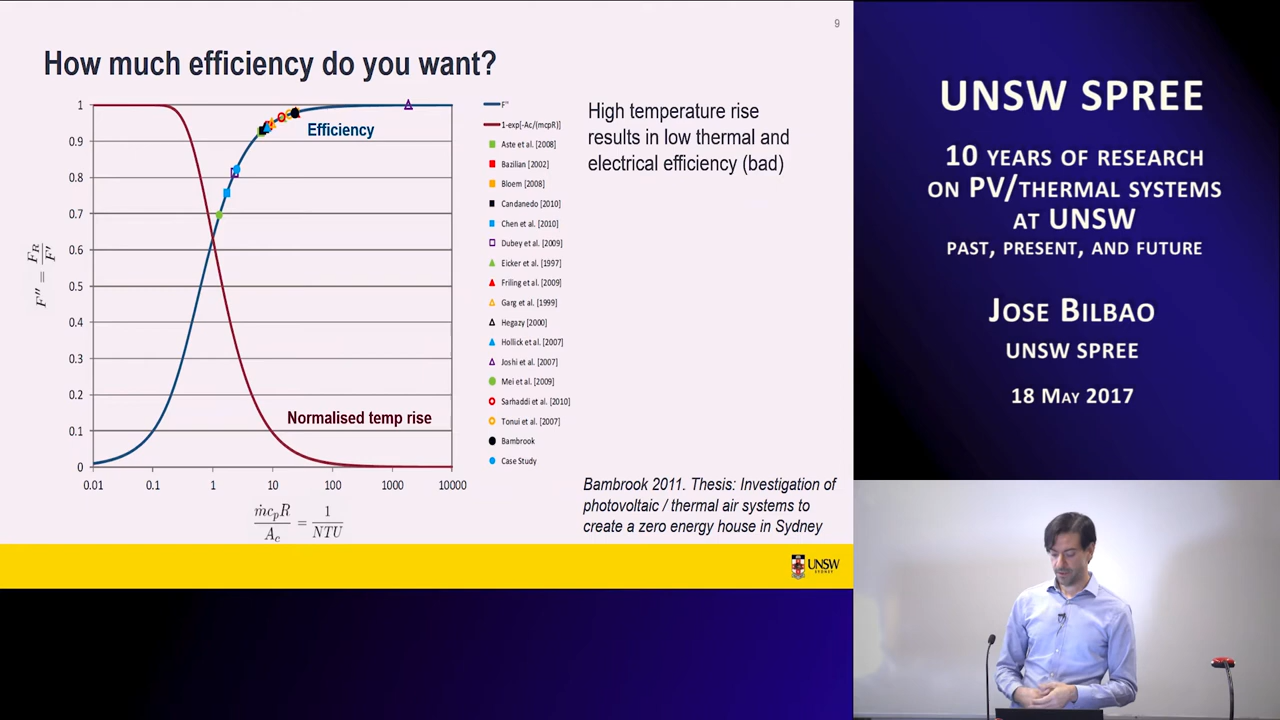 9
How much efficiency do you want?
1
0.9
0.8
0.7
0.6
0.5
0.4
0.3
0.2
0.1
0
0.01
0.1
1
10
100
1000
10000
F'' = F_R / F'
ṁc_pR / A_c = 1 / NTU
Efficiency
Normalised temp rise
F''
1-exp[-Ac/(mcpR)]
Aste et al. [2008]
Bazilian [2002]
Bloem [2008]
Candanedo [2010]
Chen et al. [2010]
Dubey et al. [2009]
Eicker et al. [1997]
Friling et al. [2009]
Garg et al. [1999]
Hegazy [2000]
Hollick et al. [2007]
Joshi et al. [2007]
Mei et al. [2009]
Sarhaddi et al. [2010]
Tonui et al. [2007]
Bambrook
Case Study
High temperature rise
results in low thermal and
electrical efficiency (bad)
Bambrook 2011. Thesis: Investigation of
photovoltaic / thermal air systems to
create a zero energy house in Sydney
UNSW
SYDNEY
UNSW SPREE
10 YEARS OF RESEARCH
ON PV/THERMAL SYSTEMS
AT UNSW
PAST, PRESENT, AND FUTURE
JOSE BILBAO
UNSW SPREE
18 MAY 2017